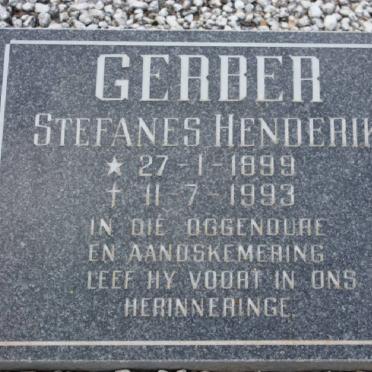 GERBER
STEFANES HENDERIK
★ 27-1-1899
† 11-7-1993
IN DIE OGGENDURE
EN AANDSKEMERING
LEEF HY VOORT IN ONS
HERINNERINGE.